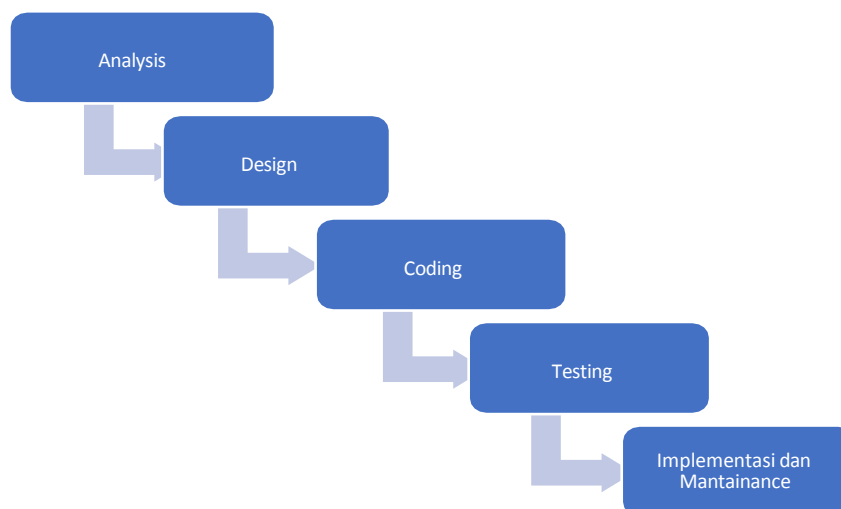 Analysis
Design
Coding
Testing
Implementasi dan
Mantainance